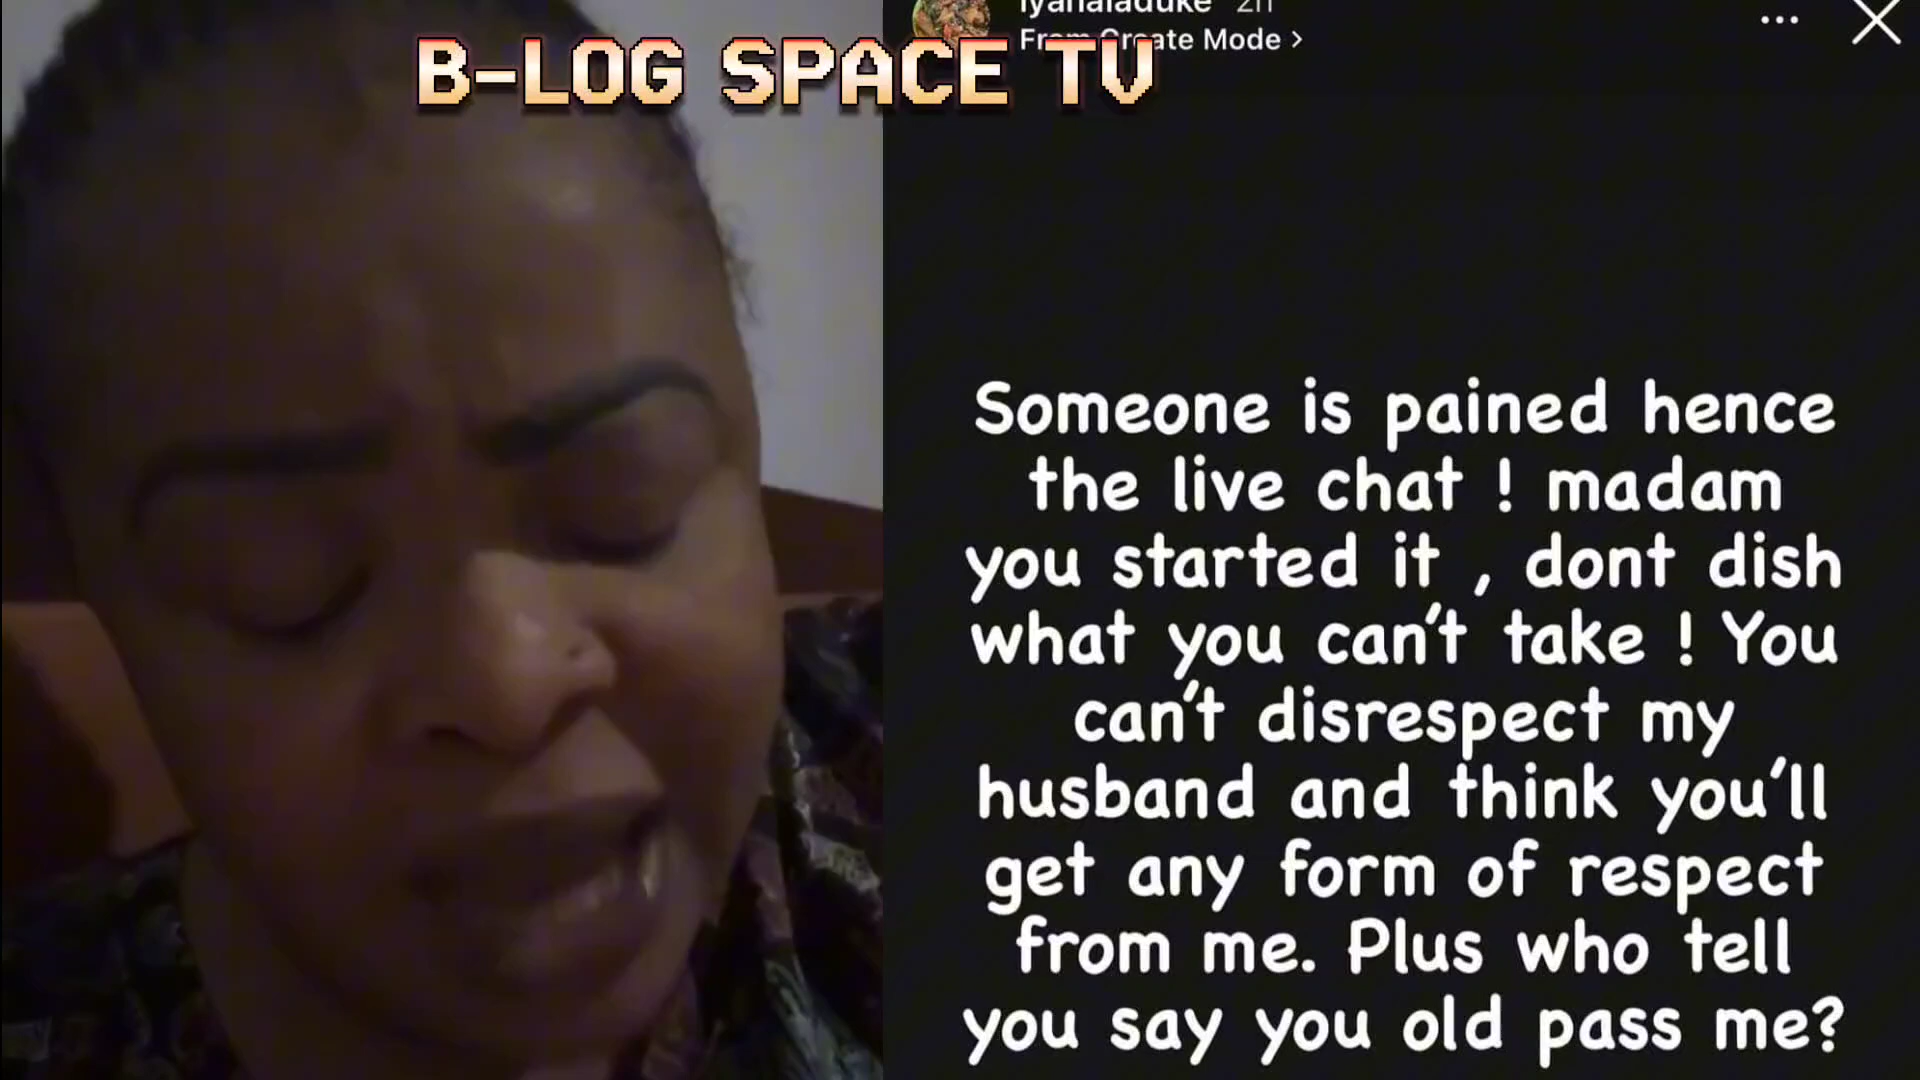 iyanaladuke 2h
From Create Mode >
B-LOG SPACE TV
Someone is pained hence
the live chat ! madam
you started it , dont dish
what you can't take ! You
can't disrespect my
husband and think you'll
get any form of respect
from me. Plus who tell
you say you old pass me?